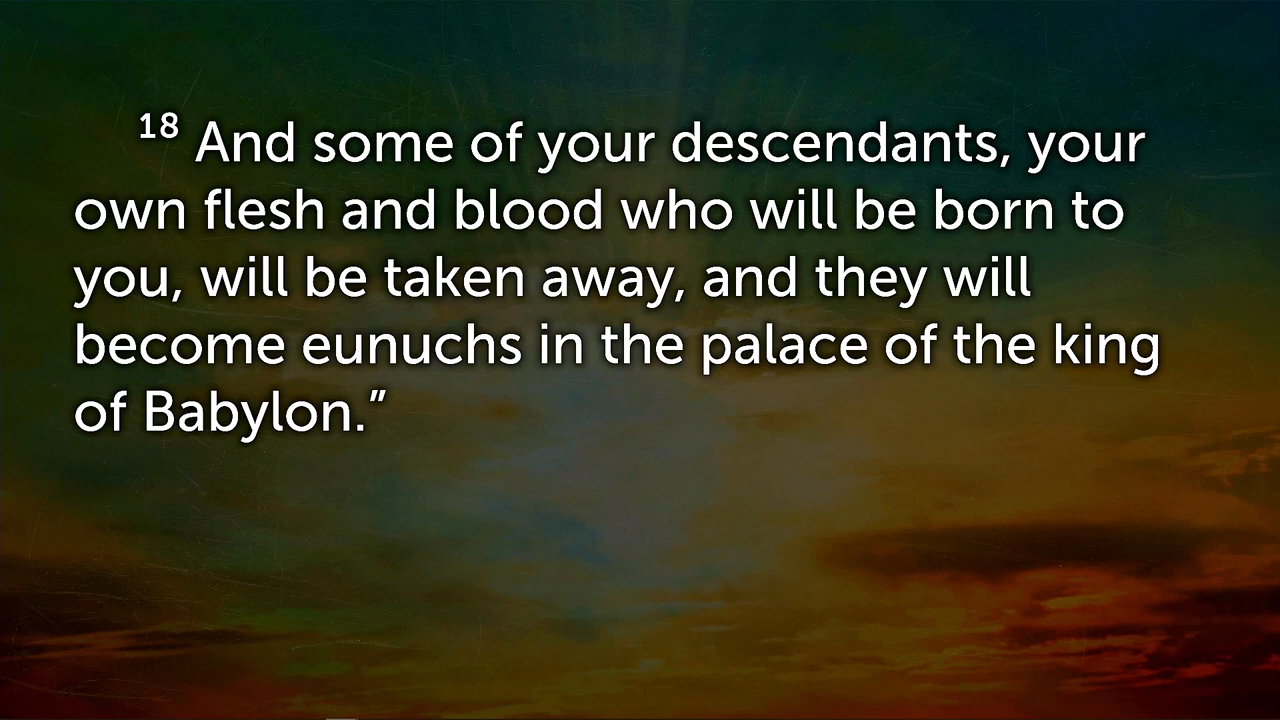 18 And some of your descendants, your
own flesh and blood who will be born to
you, will be taken away, and they will
become eunuchs in the palace of the king
of Babylon.”